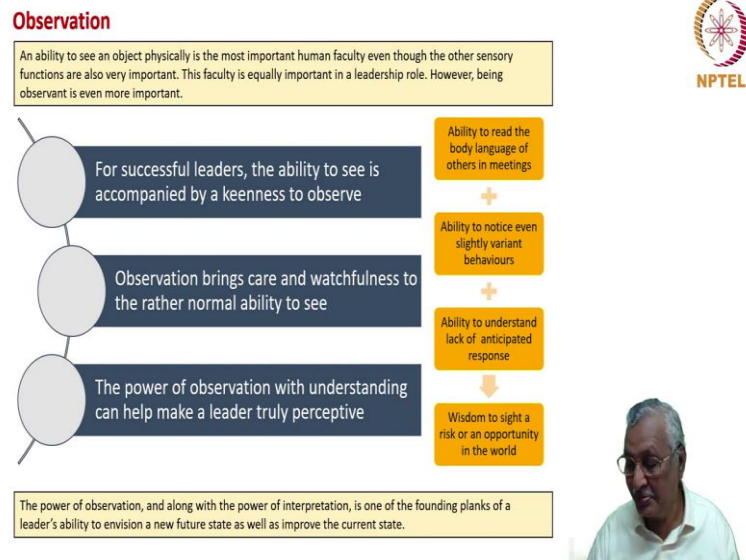 Observation
An ability to see an object physically is the most important human faculty even though the other sensory
functions are also very important. This faculty is equally important in a leadership role. However, being
observant is even more important.
For successful leaders, the ability to see is
accompanied by a keenness to observe
Observation brings care and watchfulness to
the rather normal ability to see
The power of observation with understanding
can help make a leader truly perceptive
Ability to read the
body language of
others in meetings
Ability to notice even
slightly variant
behaviours
Ability to understand
lack of anticipated
response
Wisdom to sight a
risk or an opportunity
in the world
The power of observation, and along with the power of interpretation, is one of the founding planks of a
leader's ability to envision a new future state as well as improve the current state.
NPTEL